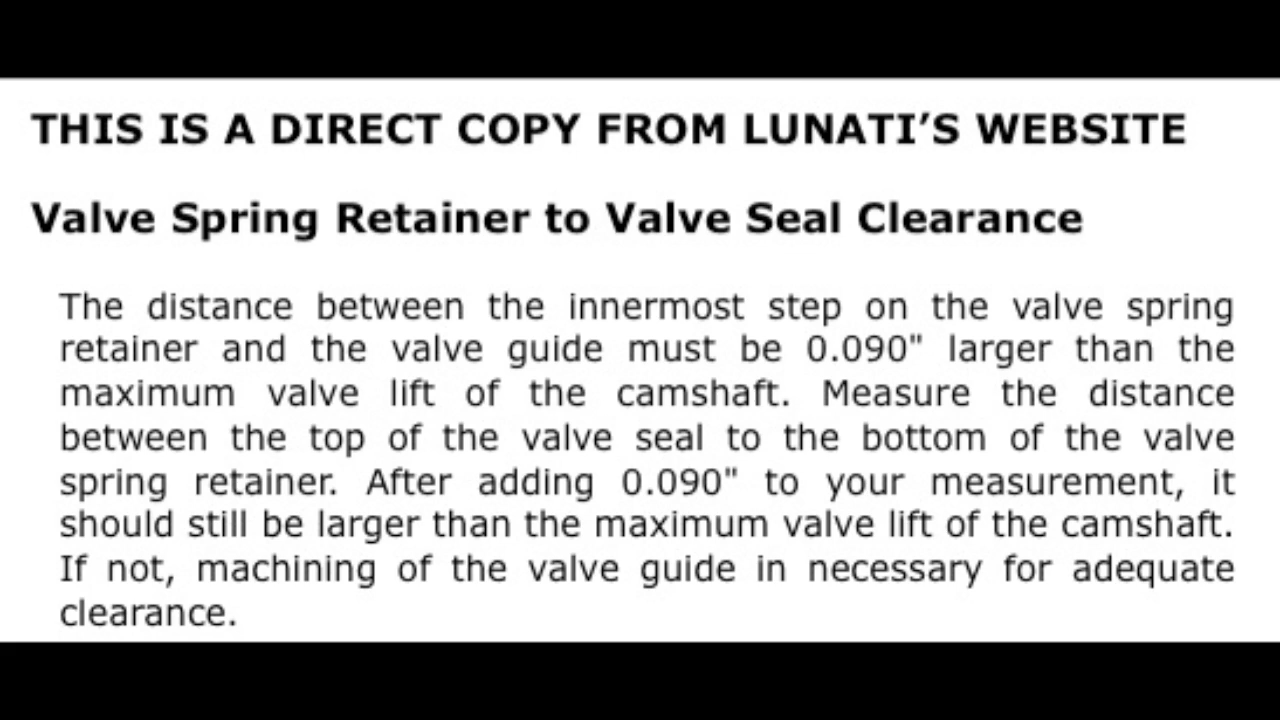 THIS IS A DIRECT COPY FROM LUNATI’S WEBSITE
Valve Spring Retainer to Valve Seal Clearance
The distance between the innermost step on the valve spring
retainer and the valve guide must be 0.090" larger than the
maximum valve lift of the camshaft. Measure the distance
between the top of the valve seal to the bottom of the valve
spring retainer. After adding 0.090" to your measurement, it
should still be larger than the maximum valve lift of the camshaft.
If not, machining of the valve guide in necessary for adequate
clearance.